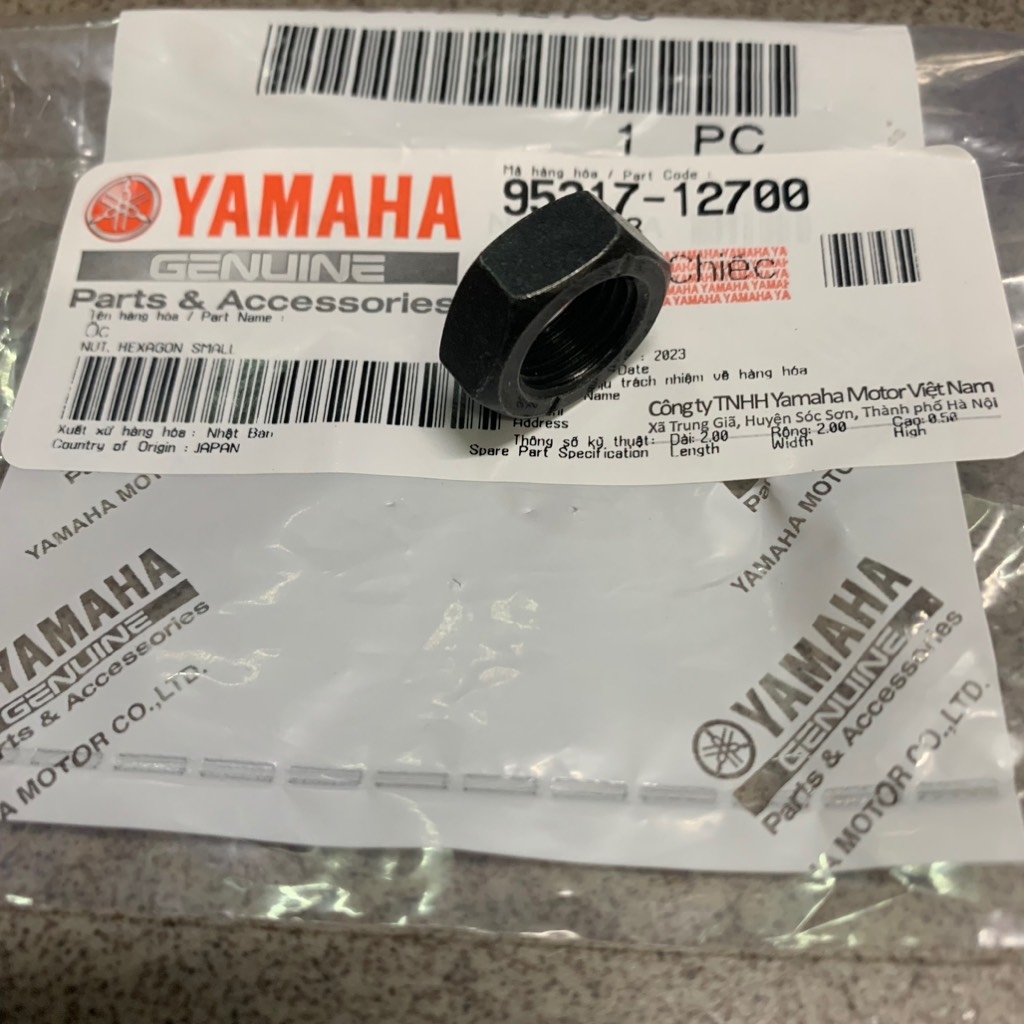 1 PC
YAMAHA
GENUINE
Parts & Accessories
Mã hàng hóa / Part Code :
-12700
Chiếc
Tên hàng hóa / Part Name :
Ốc
NUT, HEXAGON SMALL
Xuất xứ hàng hóa : Nhật Bản
Country of Origin : JAPAN
: 2023
Date
trách nhiệm về hàng hóa
Name
Công ty TNHH Yamaha Motor Việt Nam
Address
Xã Trung Giã, Huyện Sóc Sơn, Thành phố Hà Nội
Thông số kỹ thuật: Dài: 2.00 Rộng: 2.00 Cao: 0.50
Spare Part Specification Length Width High
YAMAHA
YAMAHA
GENUINE
& Accessories
MOTOR CO.,LTD.
YAMAHA MOTOR
YAMAHA
GENUINE
Parts & Accessories
MOTOR CO.,LTD.